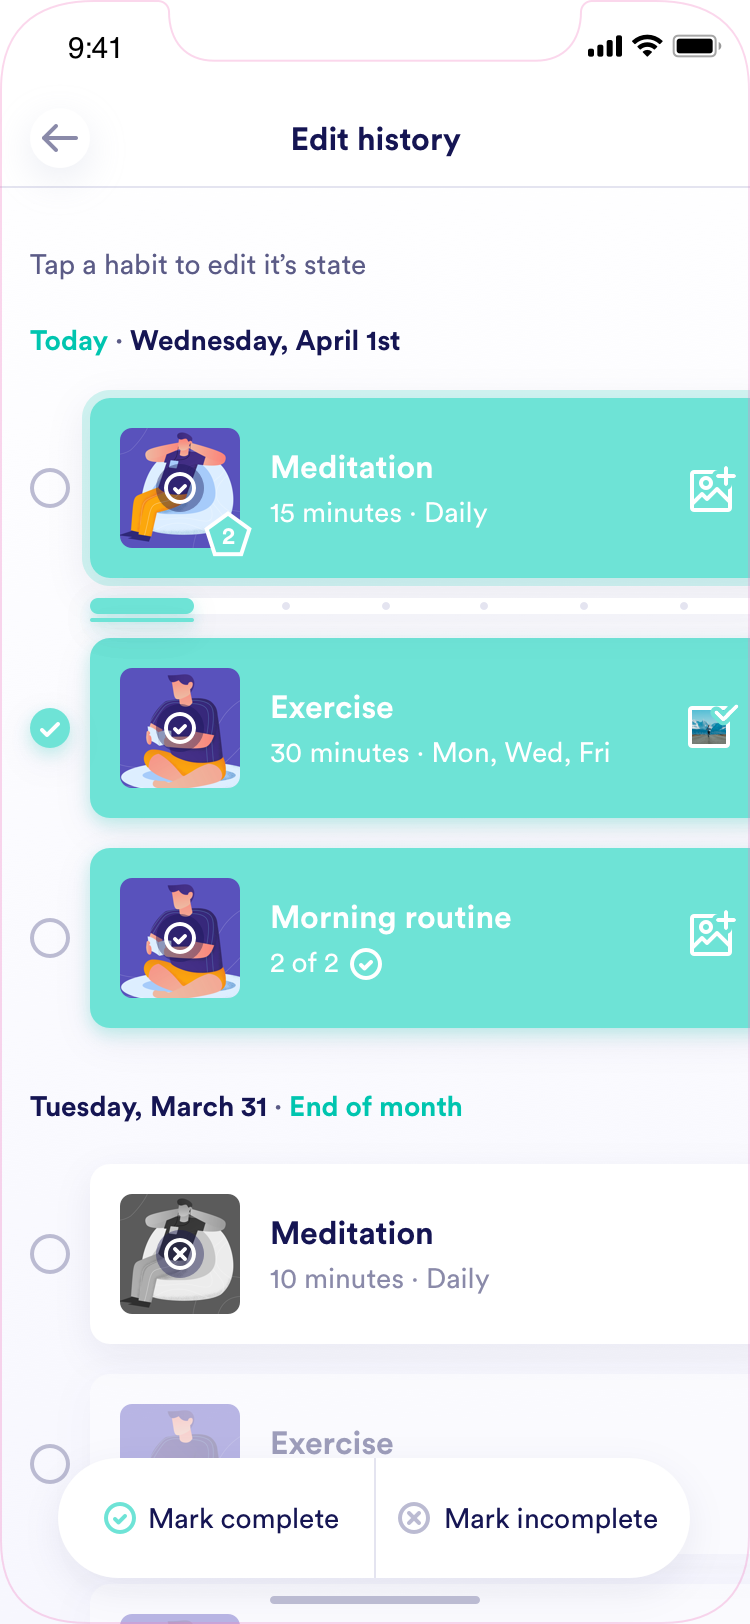 9:41
Edit history
Tap a habit to edit it’s state
Today · Wednesday, April 1st
Meditation
15 minutes · Daily
2
Exercise
30 minutes · Mon, Wed, Fri
Morning routine
2 of 2
Tuesday, March 31 · End of month
Meditation
10 minutes · Daily
Exercise
Mark complete
Mark incomplete